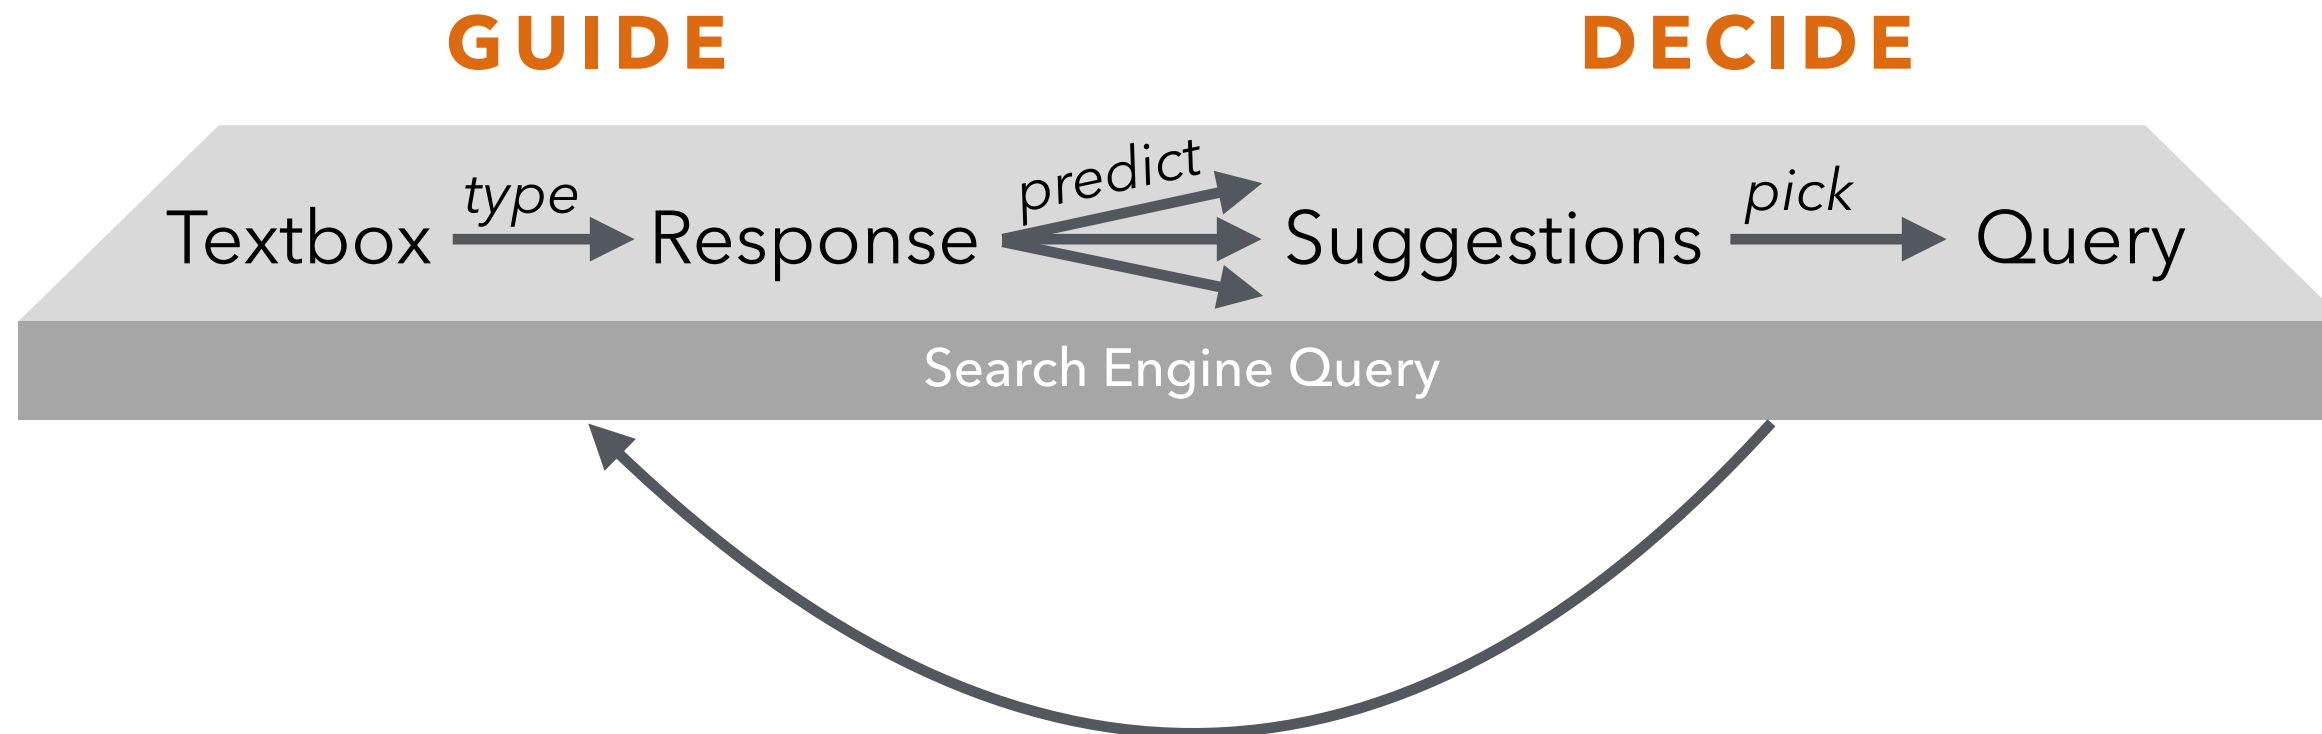 GUIDE DECIDE
type predict pick
Textbox Response Suggestions Query
Search Engine Query